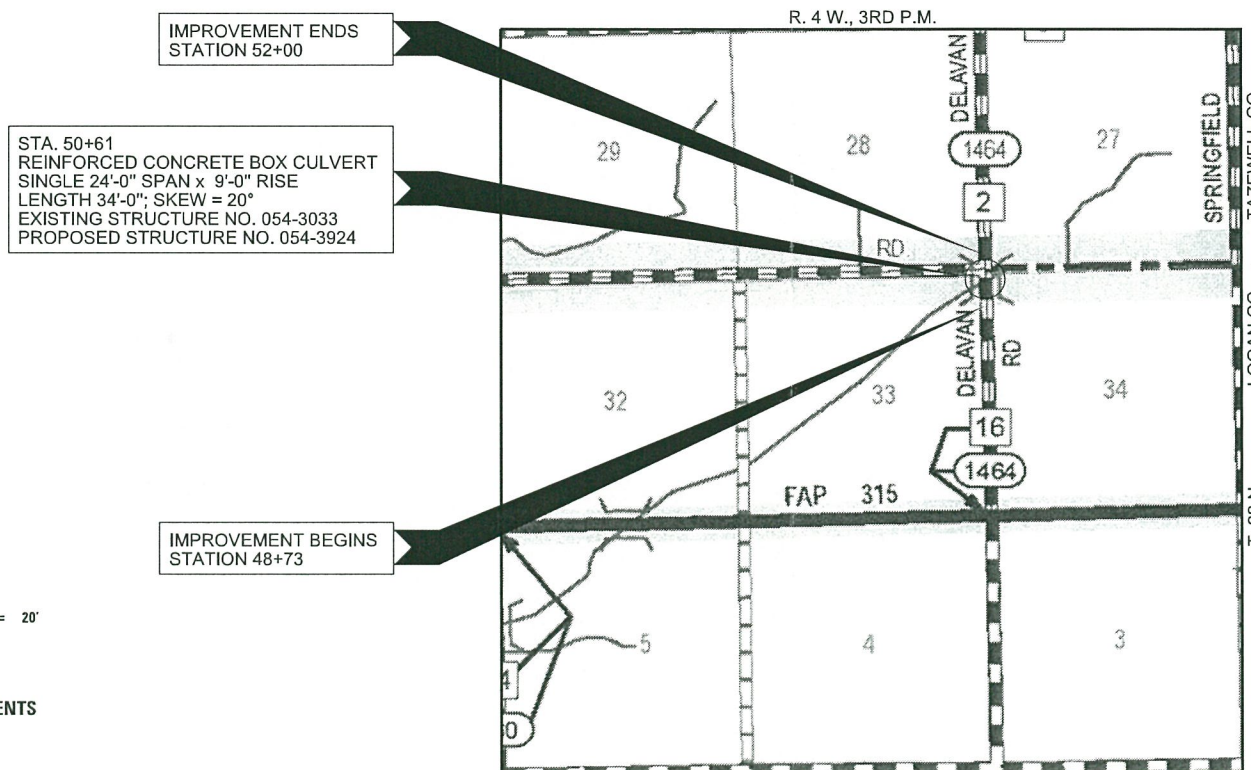 R. 4 W., 3RD P.M.
IMPROVEMENT ENDS
STATION 52+00
STA. 50+61
REINFORCED CONCRETE BOX CULVERT
SINGLE 24'-0" SPAN x 9'-0" RISE
LENGTH 34'-0"; SKEW = 20°
EXISTING STRUCTURE NO. 054-3033
PROPOSED STRUCTURE NO. 054-3924
DELAVAN
SPRINGFIELD
29
28
1464
27
2
RD
DELAVAN
RD
32
33
34
16
1464
FAP 315
IMPROVEMENT BEGINS
STATION 48+73
= 20'
5
4
3
4
0
ENTS